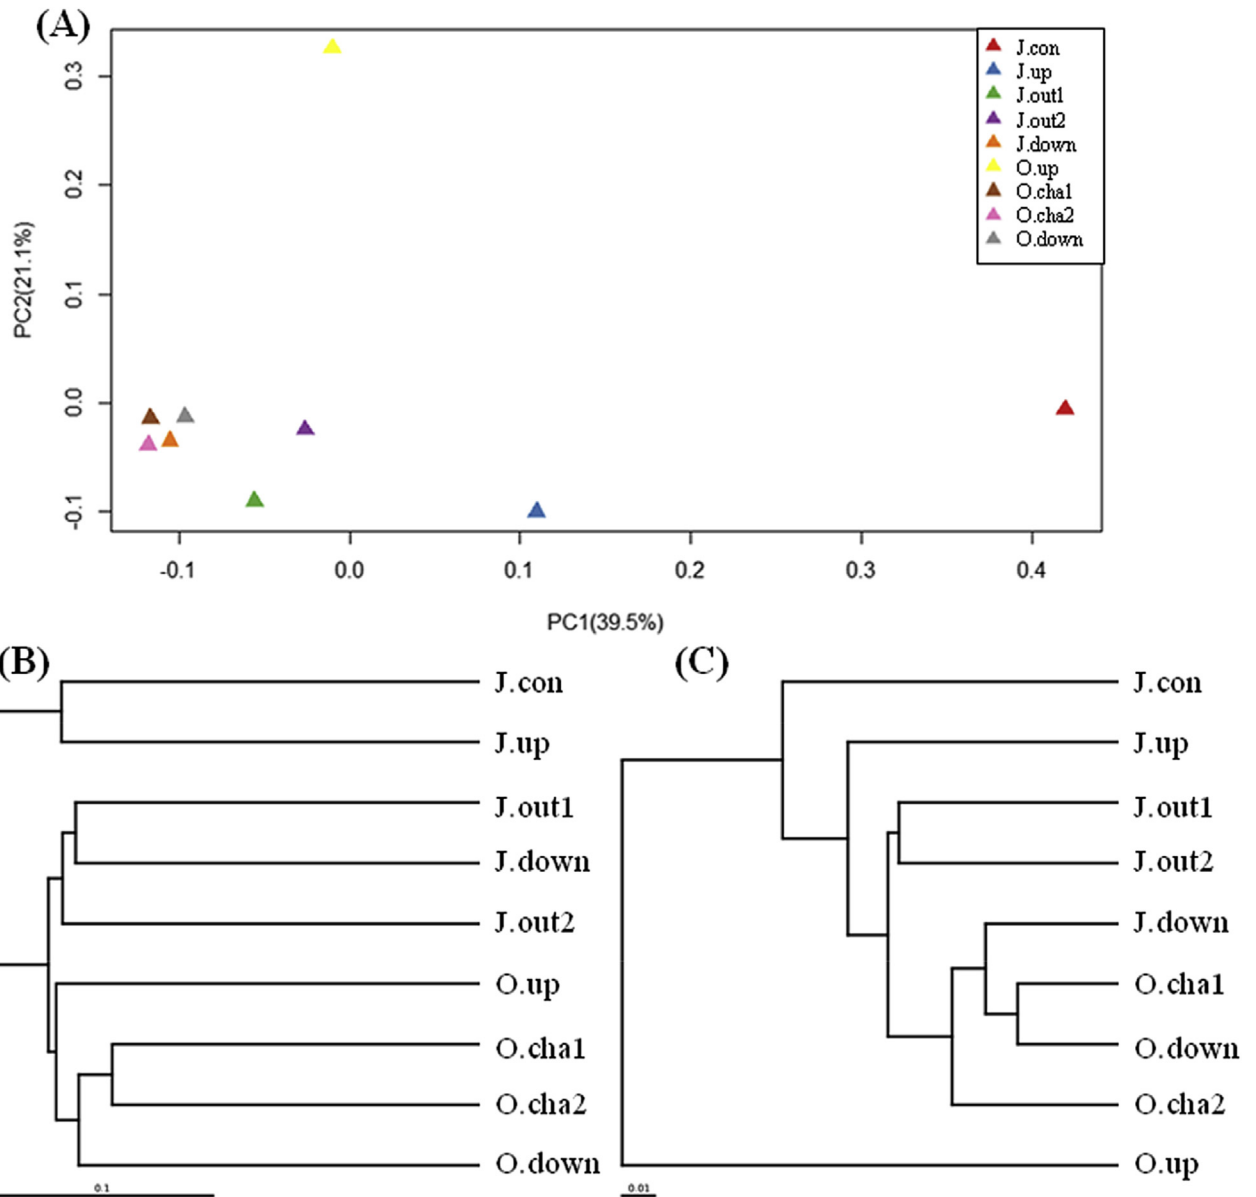 (A)
PC2(21.1%)
0.3
0.2
0.1
0.0
-0.1
J.con
J.up
J.out1
J.out2
J.down
O.up
O.cha1
O.cha2
O.down
-0.1 0.0 0.1 0.2 0.3 0.4
PC1(39.5%)
(B)
J.con
J.up
J.out1
J.down
J.out2
O.up
O.cha1
O.cha2
O.down
0.1
(C)
J.con
J.up
J.out1
J.out2
J.down
O.cha1
O.down
O.cha2
O.up
0.01